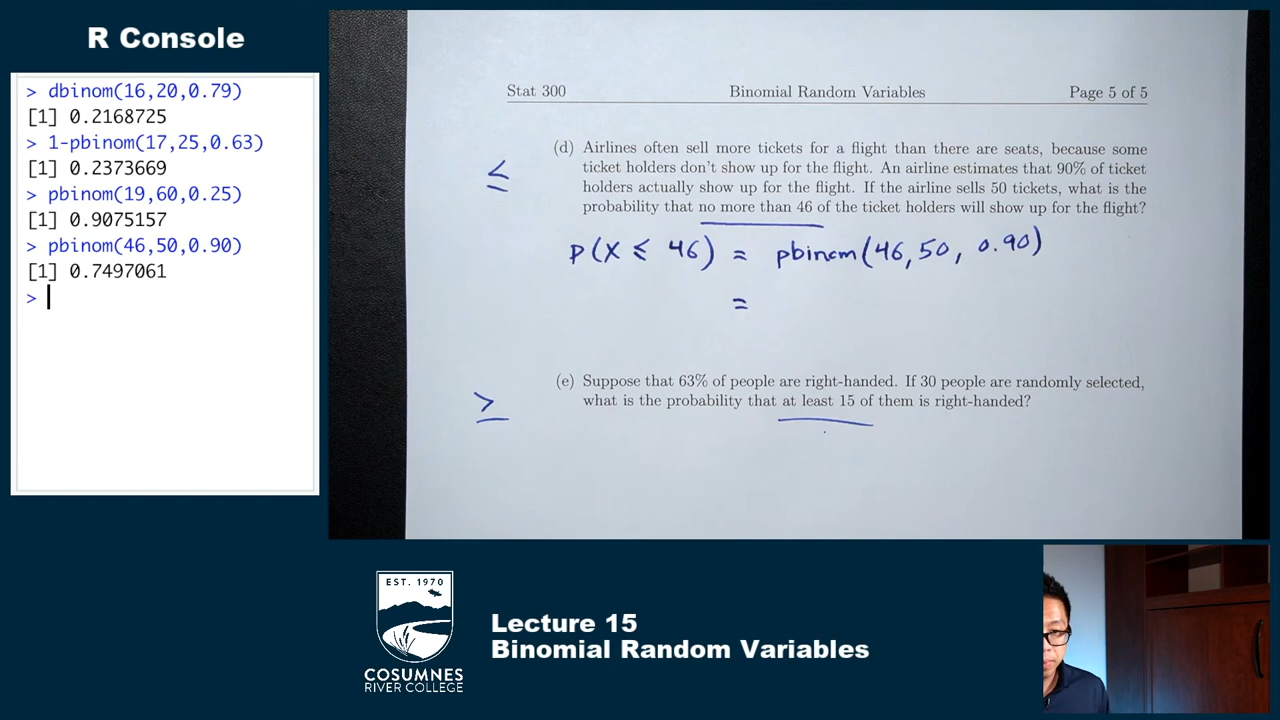 R Console
> dbinom(16,20,0.79)
[1] 0.2168725
> 1-pbinom(17,25,0.63)
[1] 0.2373669
> pbinom(19,60,0.25)
[1] 0.9075157
> pbinom(46,50,0.90)
[1] 0.7497061
>
Stat 300 Binomial Random Variables Page 5 of 5
≤
(d) Airlines often sell more tickets for a flight than there are seats, because some
ticket holders don't show up for the flight. An airline estimates that 90% of ticket
holders actually show up for the flight. If the airline sells 50 tickets, what is the
probability that no more than 46 of the ticket holders will show up for the flight?
P(X ≤ 46) = pbinom(46,50, 0.90)
=
≥
(e) Suppose that 63% of people are right-handed. If 30 people are randomly selected,
what is the probability that at least 15 of them is right-handed?
EST. 1970
COSUMNES
RIVER COLLEGE
Lecture 15
Binomial Random Variables